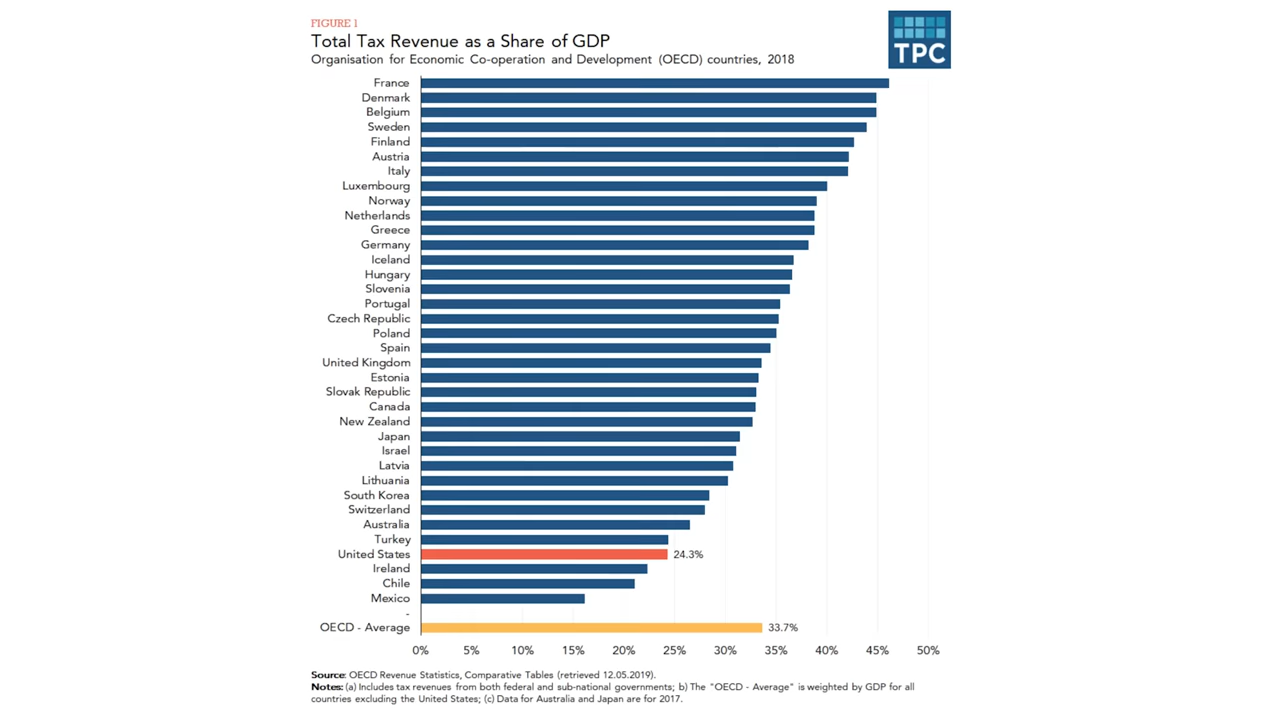 FIGURE 1
Total Tax Revenue as a Share of GDP
Organisation for Economic Co-operation and Development (OECD) countries, 2018
TPC
France
Denmark
Belgium
Sweden
Finland
Austria
Italy
Luxembourg
Norway
Netherlands
Greece
Germany
Iceland
Hungary
Slovenia
Portugal
Czech Republic
Poland
Spain
United Kingdom
Estonia
Slovak Republic
Canada
New Zealand
Japan
Israel
Latvia
Lithuania
South Korea
Switzerland
Australia
Turkey
United States 24.3%
Ireland
Chile
Mexico
-
OECD - Average 33.7%
0% 5% 10% 15% 20% 25% 30% 35% 40% 45% 50%
Source: OECD Revenue Statistics, Comparative Tables (retrieved 12.05.2019).
Notes: (a) Includes tax revenues from both federal and sub-national governments; b) The "OECD - Average" is weighted by GDP for all
countries excluding the United States; (c) Data for Australia and Japan are for 2017.